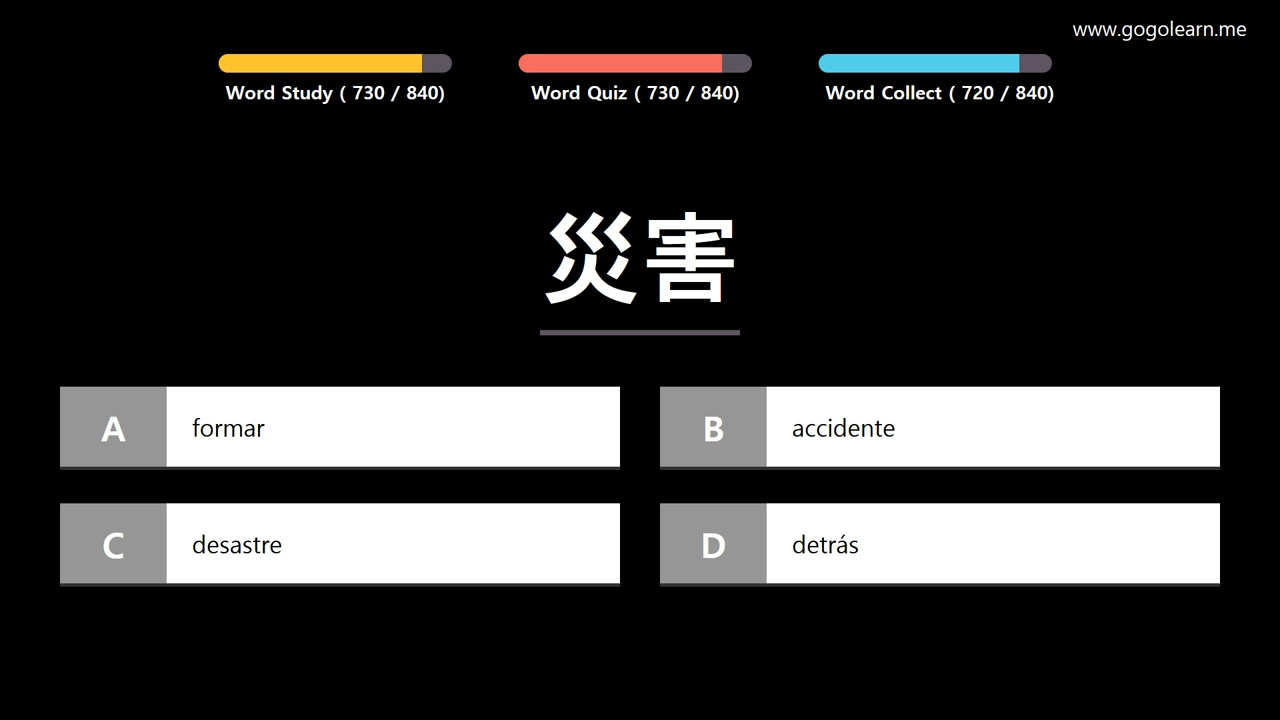 www.gogolearn.me
Word Study ( 730 / 840)
Word Quiz ( 730 / 840)
Word Collect ( 720 / 840)
災害
A formar
B accidente
C desastre
D detrás